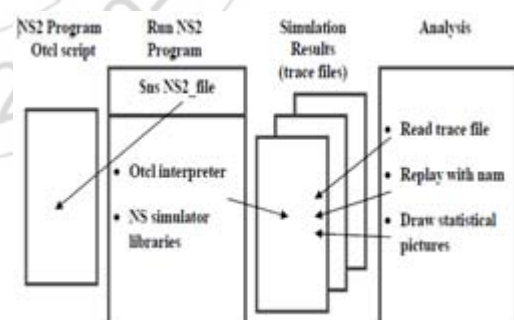 NS2 Program
Otcl script
Run NS2
Program
Simulation
Results
(trace files)
Analysis
$ns NS2_file
• Otcl interpreter
• NS simulator
libraries
• Read trace file
• Replay with nam
• Draw statistical
pictures